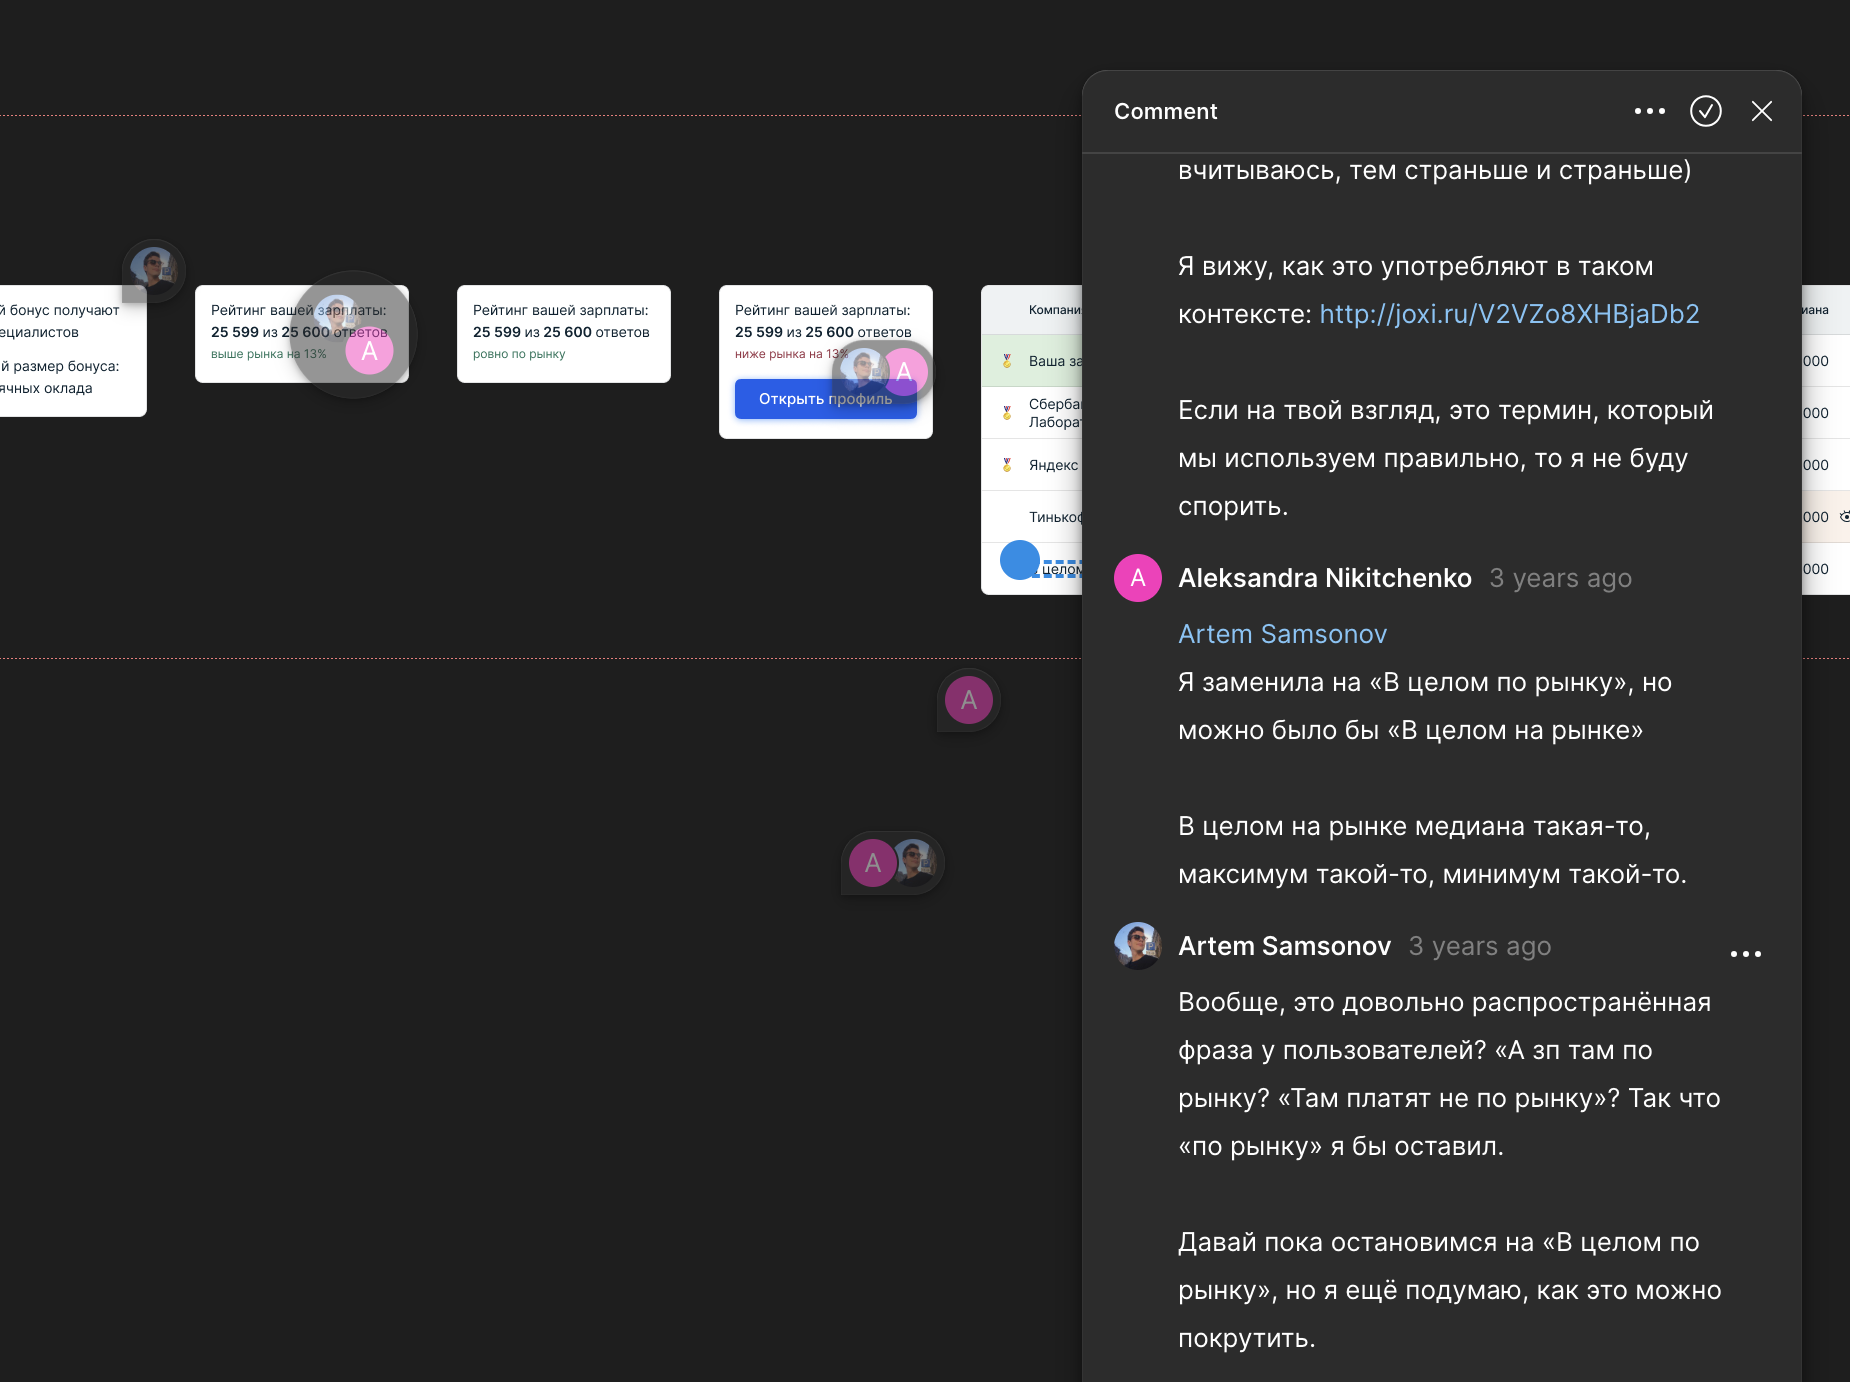 й бонус получают
ециалистов
й размер бонуса:
ячных оклада
Рейтинг вашей зарплаты:
25 599 из 25 600 ответов
выше рынка на 13%
A
Рейтинг вашей зарплаты:
25 599 из 25 600 ответов
ровно по рынку
Рейтинг вашей зарплаты:
25 599 из 25 600 ответов
ниже рынка на 13%
A
Открыть профиль
Компани
иана
Ваша за
000
Сберба
Лаборат
000
Яндекс
000
Тинькоф
000
целом
000
A
A
Comment
вчитываюсь, тем страньше и страньше)
Я вижу, как это употребляют в таком
контексте: http://joxi.ru/V2VZo8XHBjaDb2
Если на твой взгляд, это термин, который
мы используем правильно, то я не буду
спорить.
A
Aleksandra Nikitchenko 3 years ago
Artem Samsonov
Я заменила на «В целом по рынку», но
можно было бы «В целом на рынке»
В целом на рынке медиана такая-то,
максимум такой-то, минимум такой-то.
Artem Samsonov 3 years ago
Вообще, это довольно распространённая
фраза у пользователей? «А зп там по
рынку? «Там платят не по рынку»? Так что
«по рынку» я бы оставил.
Давай пока остановимся на «В целом по
рынку», но я ещё подумаю, как это можно
покрутить.